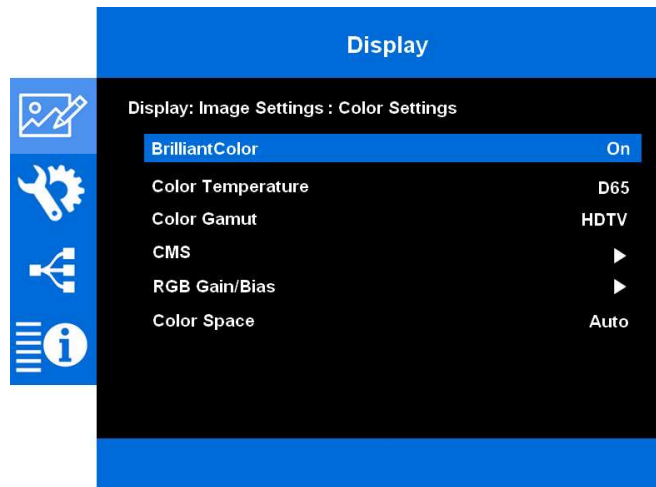 Display
Display: Image Settings : Color Settings
BrilliantColor On
Color Temperature D65
Color Gamut HDTV
CMS
RGB Gain/Bias
Color Space Auto